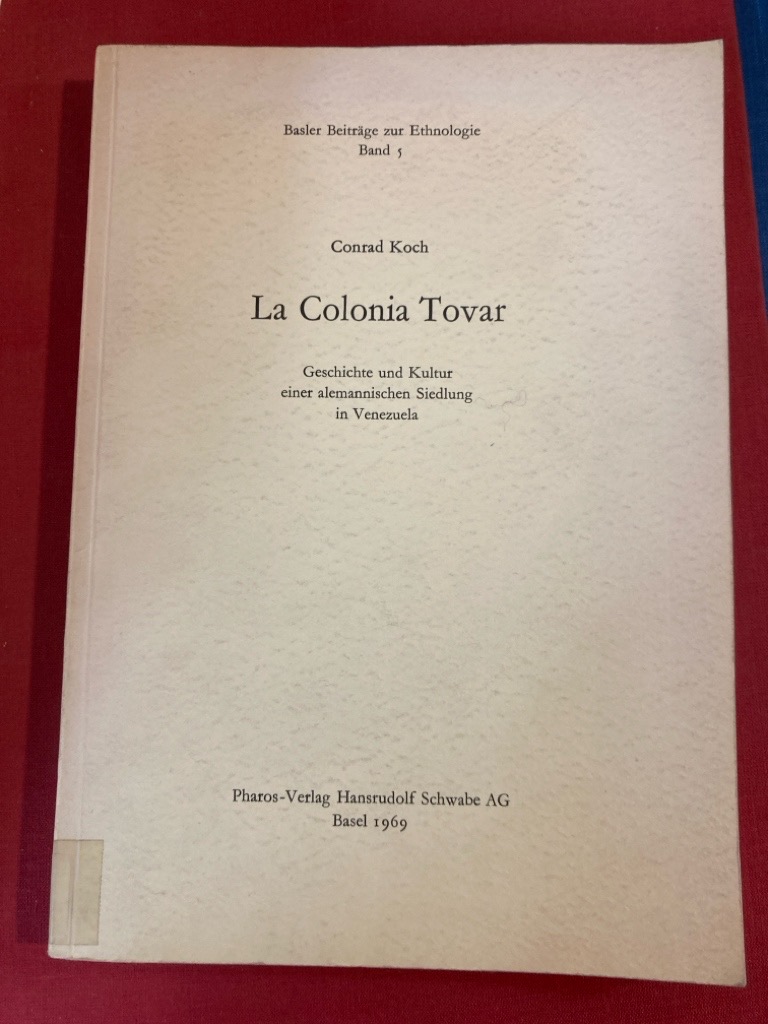 Basler Beiträge zur Ethnologie
Band 5
Conrad Koch
La Colonia Tovar
Geschichte und Kultur
einer alemannischen Siedlung
in Venezuela
Pharos-Verlag Hansrudolf Schwabe AG
Basel 1969